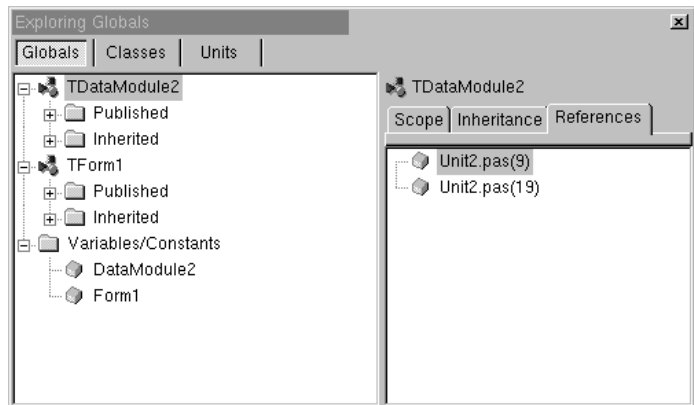 Exploring Globals
Globals Classes Units
TDataModule2
Published
Inherited
TForm1
Published
Inherited
Variables/Constants
DataModule2
Form1
TDataModule2
Scope Inheritance References
Unit2.pas(9)
Unit2.pas(19)